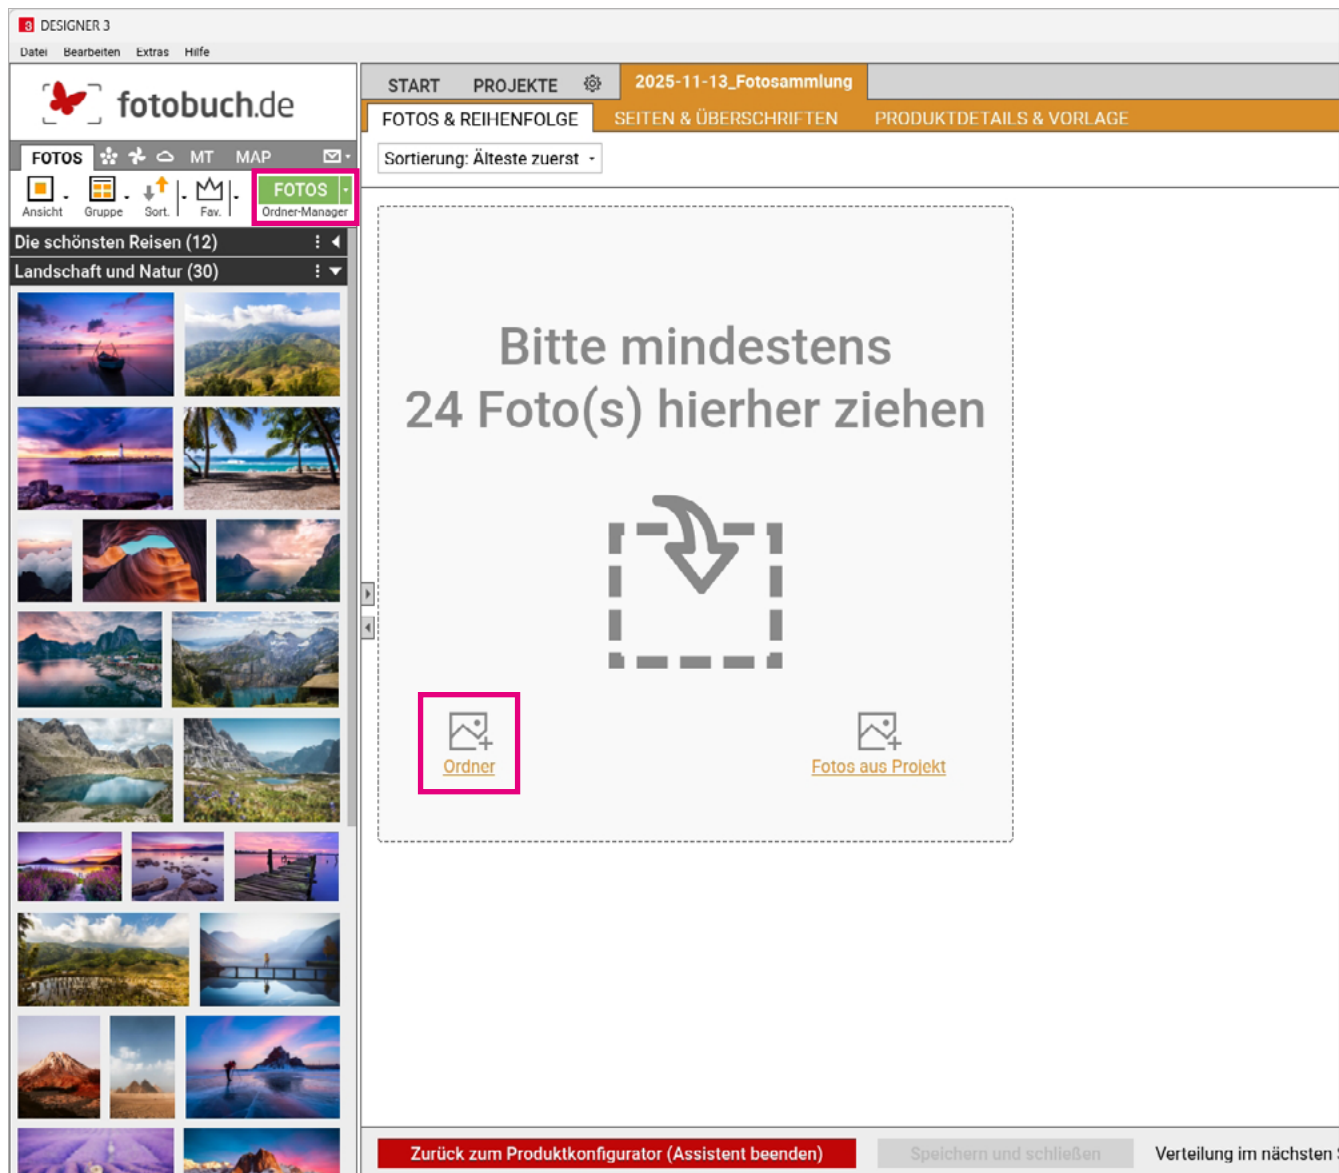 3 DESIGNER 3
Datei Bearbeiten Extras Hilfe
fotobuch.de
START PROJEKTE 2025-11-13_Fotosammlung
FOTOS & REIHENFOLGE SEITEN & ÜBERSCHRIFTEN PRODUKTDETAILS & VORLAGE
FOTOS MT MAP
Sortierung: Älteste zuerst
FOTOS
Ansicht Gruppe Sort. Fav. Ordner-Manager
Die schönsten Reisen (12)
Landschaft und Natur (30)
Bitte mindestens
24 Foto(s) hierher ziehen
Ordner Fotos aus Projekt
Zurück zum Produktkonfigurator (Assistent beenden) Speichern und schließen Verteilung im nächsten